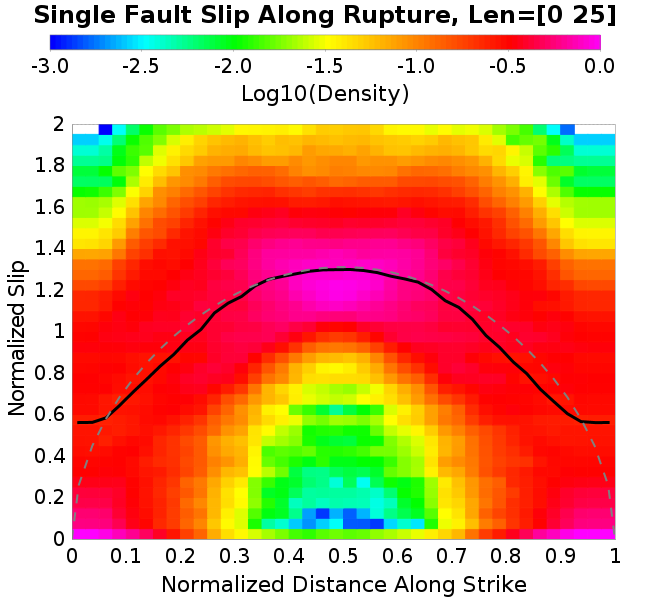 Single Fault Slip Along Rupture, Len=[0 25]
-3.0 -2.5 -2.0 -1.5 -1.0 -0.5 0.0
Log10(Density)
2
1.8
1.6
1.4
1.2
1
0.8
0.6
0.4
0.2
0
Normalized Slip
0 0.1 0.2 0.3 0.4 0.5 0.6 0.7 0.8 0.9 1
Normalized Distance Along Strike